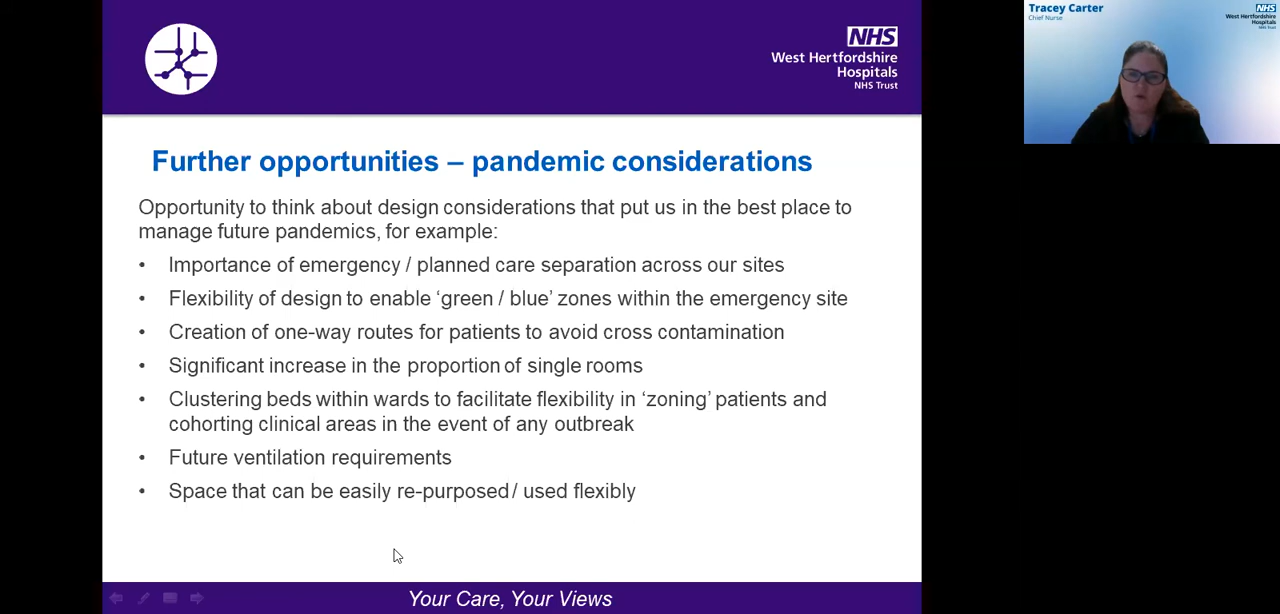 NHS
West Hertfordshire
Hospitals
NHS Trust
Tracey Carter
Chief Nurse
NHS
West Hertfordshire
Hospitals
NHS Trust
Further opportunities – pandemic considerations
Opportunity to think about design considerations that put us in the best place to
manage future pandemics, for example:
• Importance of emergency / planned care separation across our sites
• Flexibility of design to enable ‘green / blue’ zones within the emergency site
• Creation of one-way routes for patients to avoid cross contamination
• Significant increase in the proportion of single rooms
• Clustering beds within wards to facilitate flexibility in ‘zoning’ patients and
cohorting clinical areas in the event of any outbreak
• Future ventilation requirements
• Space that can be easily re-purposed / used flexibly
Your Care, Your Views